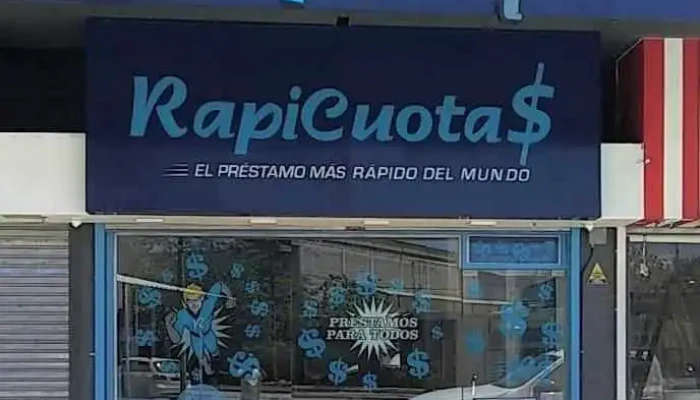 RapiCuota$
EL PRÉSTAMO MÁS RÁPIDO DEL MUNDO
PRÉSTAMOS
PARA TODOS